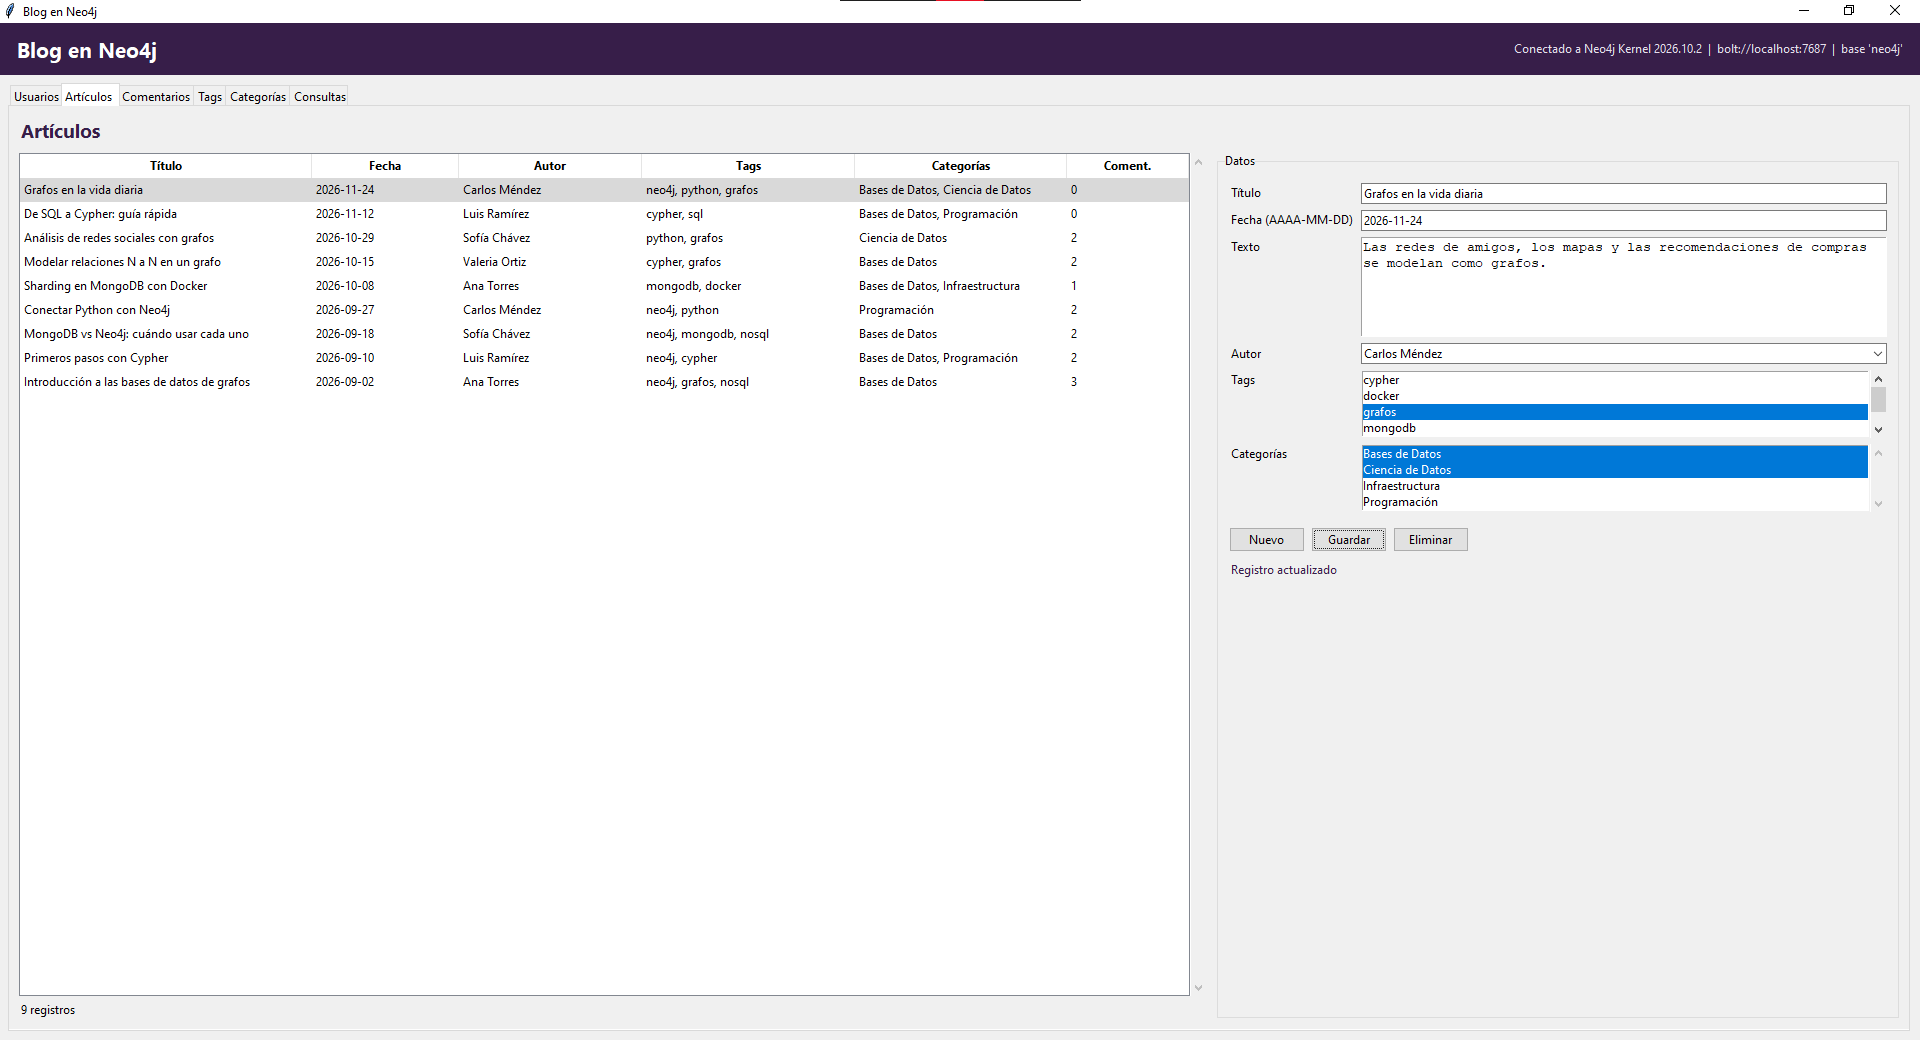 Blog en Neo4j
Blog en Neo4j
Conectado a Neo4j Kernel 2026.10.2 | bolt://localhost:7687 | base 'neo4j'
Usuarios Artículos Comentarios Tags Categorías Consultas
Artículos
Título Fecha Autor Tags Categorías Coment.
Grafos en la vida diaria 2026-11-24 Carlos Méndez neo4j, python, grafos Bases de Datos, Ciencia de Datos 0
De SQL a Cypher: guía rápida 2026-11-12 Luis Ramírez cypher, sql Bases de Datos, Programación 0
Análisis de redes sociales con grafos 2026-10-29 Sofía Chávez python, grafos Ciencia de Datos 2
Modelar relaciones N a N en un grafo 2026-10-15 Valeria Ortiz cypher, grafos Bases de Datos 2
Sharding en MongoDB con Docker 2026-10-08 Ana Torres mongodb, docker Bases de Datos, Infraestructura 1
Conectar Python con Neo4j 2026-09-27 Carlos Méndez neo4j, python Programación 2
MongoDB vs Neo4j: cuándo usar cada uno 2026-09-18 Sofía Chávez neo4j, mongodb, nosql Bases de Datos 2
Primeros pasos con Cypher 2026-09-10 Luis Ramírez neo4j, cypher Bases de Datos, Programación 2
Introducción a las bases de datos de grafos 2026-09-02 Ana Torres neo4j, grafos, nosql Bases de Datos 3
9 registros
Datos
Título Grafos en la vida diaria
Fecha (AAAA-MM-DD) 2026-11-24
Texto Las redes de amigos, los mapas y las recomendaciones de compras
se modelan como grafos.
Autor Carlos Méndez
Tags cypher
docker
grafos
mongodb
Categorías Bases de Datos
Ciencia de Datos
Infraestructura
Programación
Nuevo Guardar Eliminar
Registro actualizado